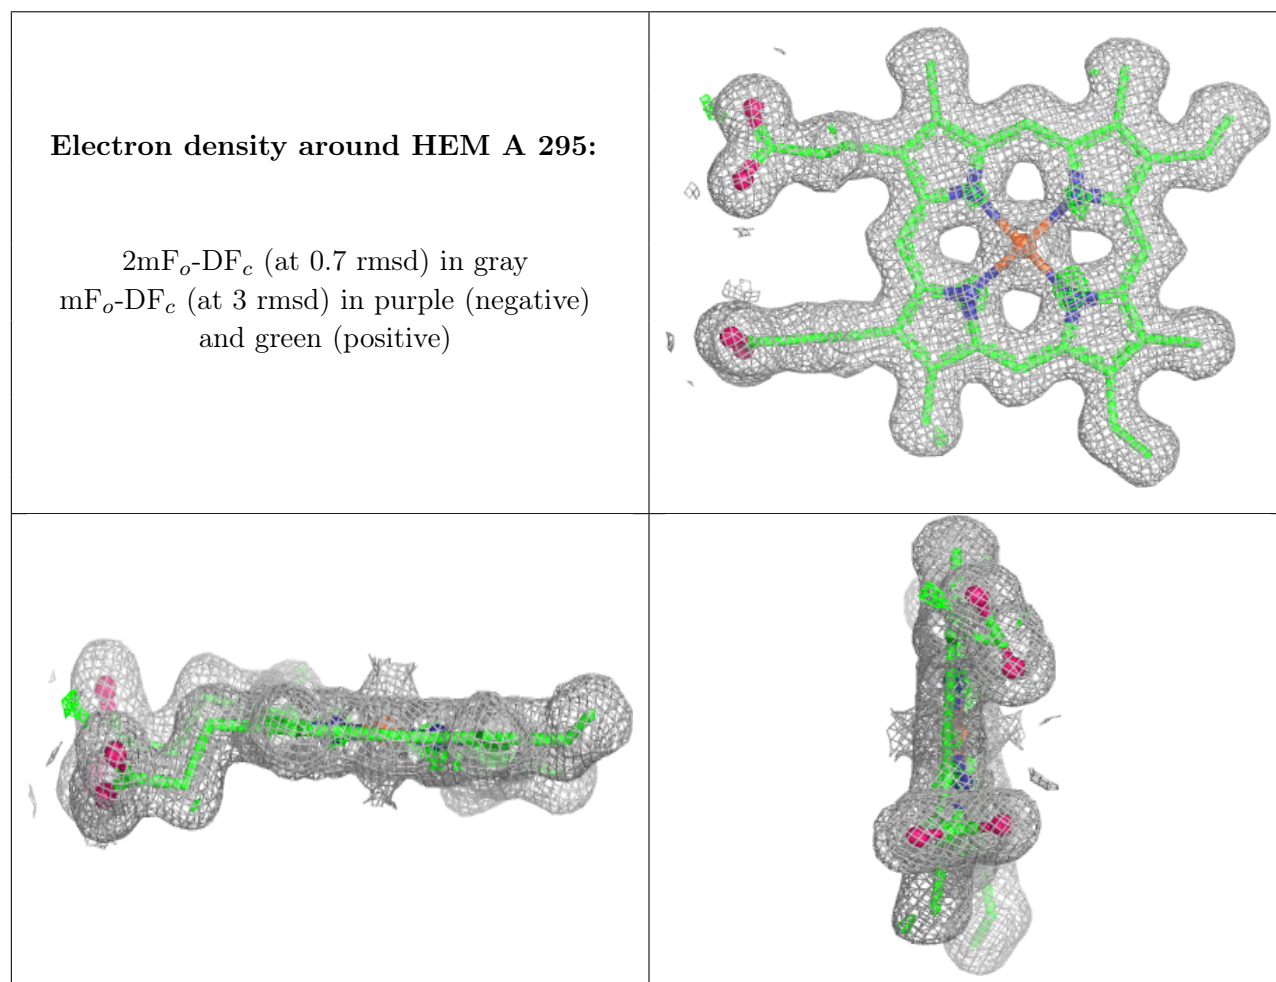 Electron density around HEM A 295:
2mFo-DFc (at 0.7 rmsd) in gray
mFo-DFc (at 3 rmsd) in purple (negative)
and green (positive)